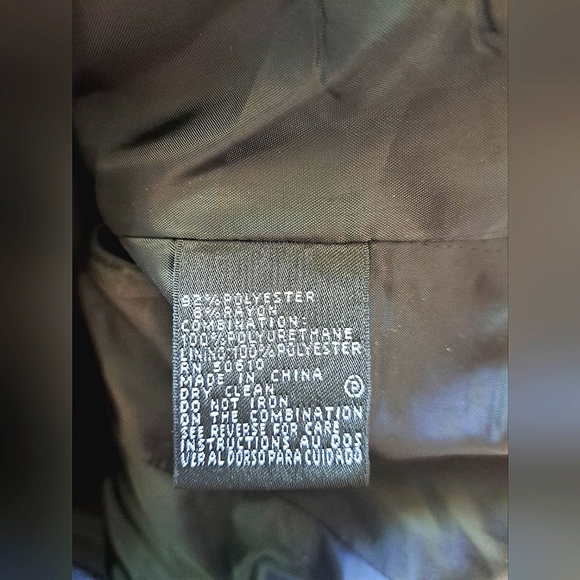 92% POLYESTER
8% RAYON
COMBINATION:
100% POLYURETHANE
LINING 100% POLYESTER
RN 50610
MADE IN CHINA
DRY CLEAN Ⓟ
DO NOT IRON
ON THE COMBINATION
SEE REVERSE FOR CARE
INSTRUCTIONS AU DOS
VER AL DORSO PARA CUIDADO